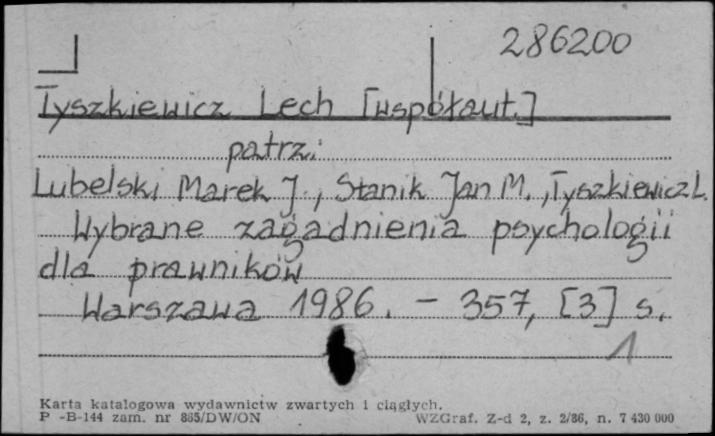 286200
Tyszkiewicz Lech [współaut.]
patrz:
Lubelski Marek J., Stanik Jan M., Tyszkiewicz L.
Wybrane zagadnienia psychologii
dla prawników
Warszawa 1986. - 357, [3] s.
1
Karta katalogowa wydawnictw zwartych i ciągłych.
P -B-144 zam. nr 885/DW/ON WZGraf. Z-d 2, z. 2/86, n. 7 430 000